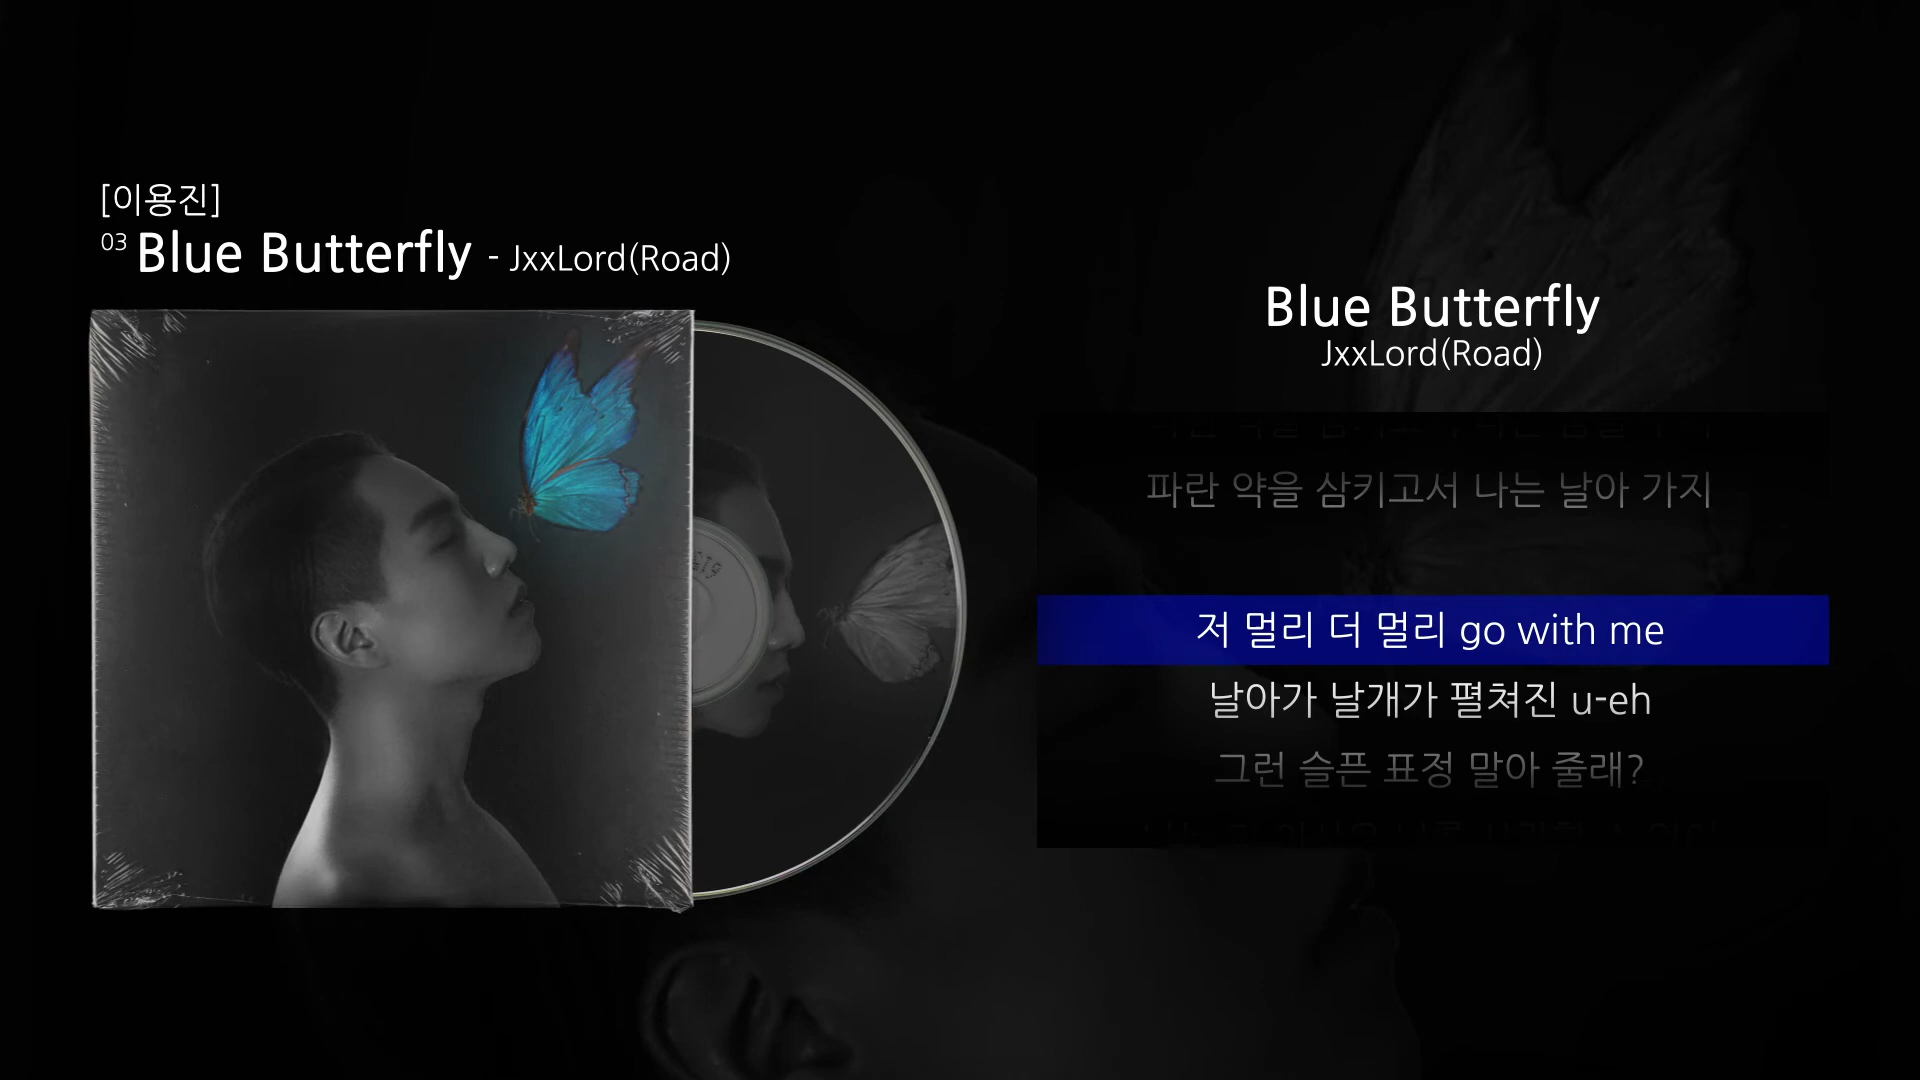 [이용진]
03 Blue Butterfly - JxxLord(Road)
Blue Butterfly
JxxLord(Road)
파란 약을 삼키고서 나는 날아 가지
저 멀리 더 멀리 go with me
날아가 날개가 펼쳐진 u-eh
그런 슬픈 표정 말아 줄래?